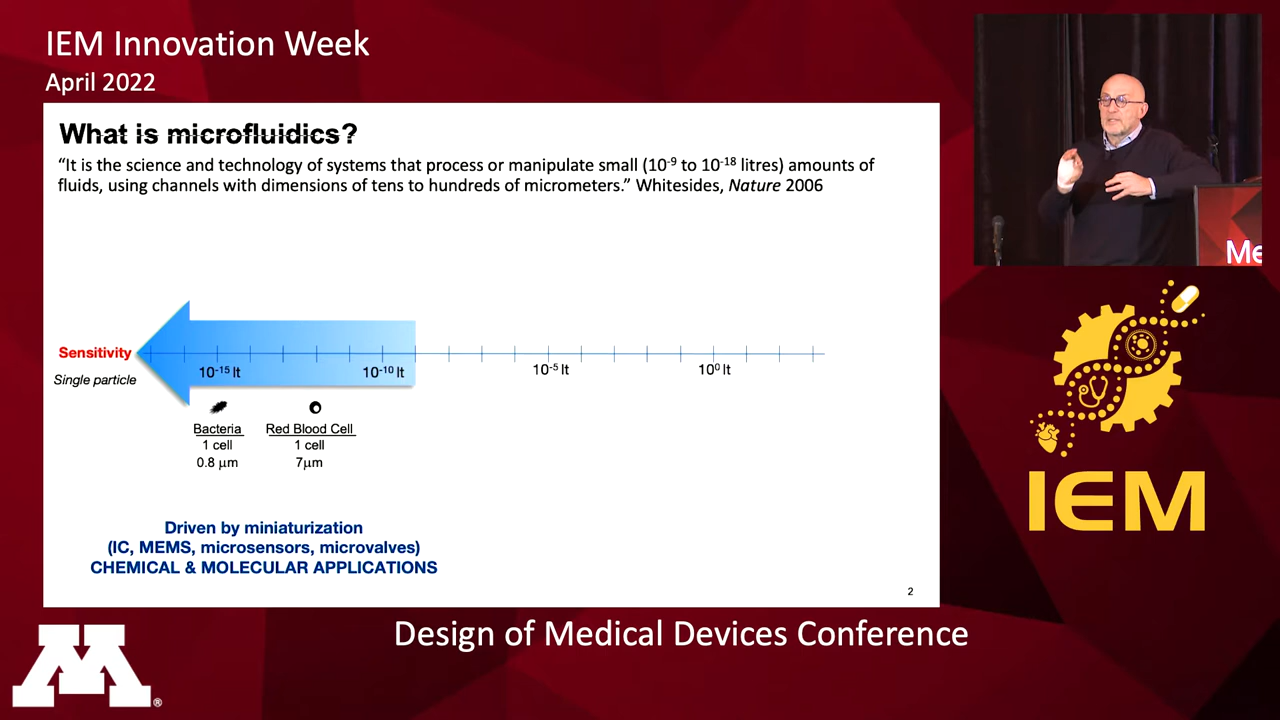 IEM Innovation Week
April 2022
What is microfluidics?
“It is the science and technology of systems that process or manipulate small (10⁻⁹ to 10⁻¹⁸ litres) amounts of
fluids, using channels with dimensions of tens to hundreds of micrometers.” Whitesides, Nature 2006
Sensitivity
Single particle
10⁻¹⁵ lt
10⁻¹⁰ lt
10⁻⁵ lt
10⁰ lt
Bacteria
1 cell
0.8 μm
Red Blood Cell
1 cell
7μm
Driven by miniaturization
(IC, MEMS, microsensors, microvalves)
CHEMICAL & MOLECULAR APPLICATIONS
2
Me
IEM
M®
Design of Medical Devices Conference